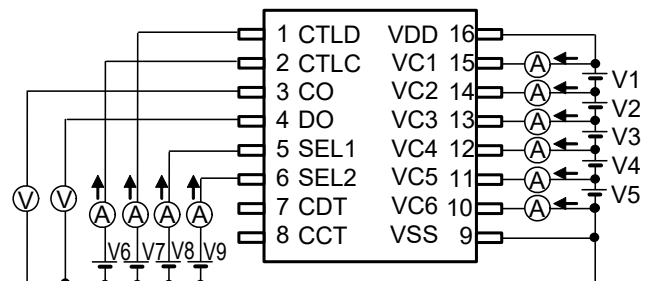 1 CTLD VDD 16
2 CTLC VC1 15 A
3 CO VC2 14 A V1
4 DO VC3 13 A V2
5 SEL1 VC4 12 A V3
6 SEL2 VC5 11 A V4
7 CDT VC6 10 A V5
8 CCT VSS 9
V V A A A A
V6 V7 V8 V9